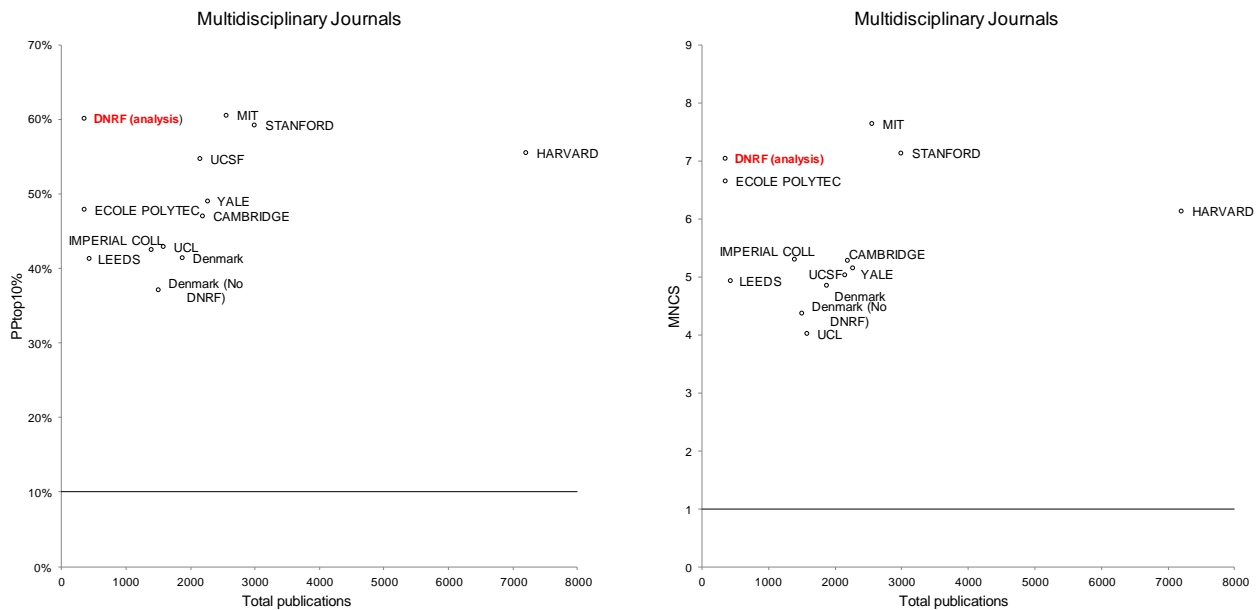 Multidisciplinary Journals
70%
60%
50%
40%
30%
20%
10%
0%
PPtop10%
DNRF (analysis)
MIT
STANFORD
HARVARD
UCSF
YALE
ECOLE POLYTEC
CAMBRIDGE
IMPERIAL COLL
UCL
LEEDS
Denmark
Denmark (No
DNRF)
0 1000 2000 3000 4000 5000 6000 7000 8000
Total publications
Multidisciplinary Journals
9
8
7
6
5
4
3
2
1
0
MNCS
MIT
STANFORD
DNRF (analysis)
ECOLE POLYTEC
HARVARD
IMPERIAL COLL
CAMBRIDGE
UCSF
YALE
LEEDS
Denmark
Denmark (No
DNRF)
UCL
0 1000 2000 3000 4000 5000 6000 7000 8000
Total publications